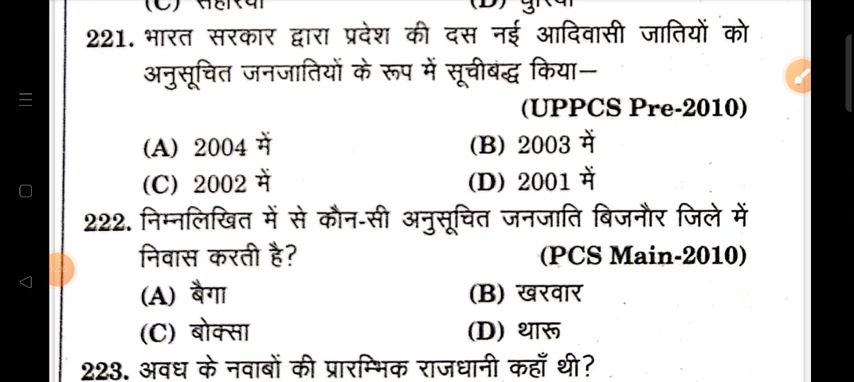 221. भारत सरकार द्वारा प्रदेश की दस नई आदिवासी जातियों को
अनुसूचित जनजातियों के रूप में सूचीबद्ध किया—
(UPPCS Pre-2010)
(A) 2004 में (B) 2003 में
(C) 2002 में (D) 2001 में
222. निम्नलिखित में से कौन-सी अनुसूचित जनजाति बिजनौर जिले में
निवास करती है? (PCS Main-2010)
(A) बैगा (B) खरवार
(C) बोक्सा (D) थारू
223. अवध के नवाबों की प्रारम्भिक राजधानी कहाँ थी?